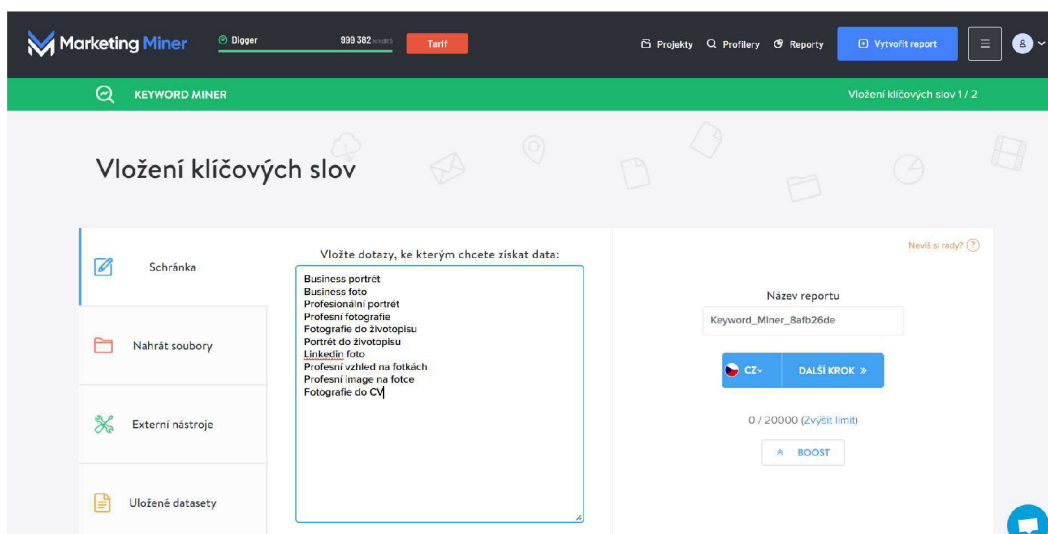 Marketing Miner
Digger
999 382
Tarif
Projekty
Profilery
Reporty
Vytvořit report
KEYWORD MINER
Vložení klíčových slov 1 / 2
Vložení klíčových slov
Schránka
Nahrát soubory
Externí nástroje
Uložené datasety
Vložte dotazy, ke kterým chcete získat data:
Business portrét
Business foto
Profesionální portrét
Profesní fotografie
Fotografie do životopisu
Portrét do životopisu
Linkedin foto
Profesní vzhled na fotkách
Profesní image na fotce
Fotografie do CV
Nevíš si rady? ?
Název reportu
Keyword_Miner_8afb26de
CZ
DALŠÍ KROK »
0 / 20000 (Zvýšit limit)
BOOST